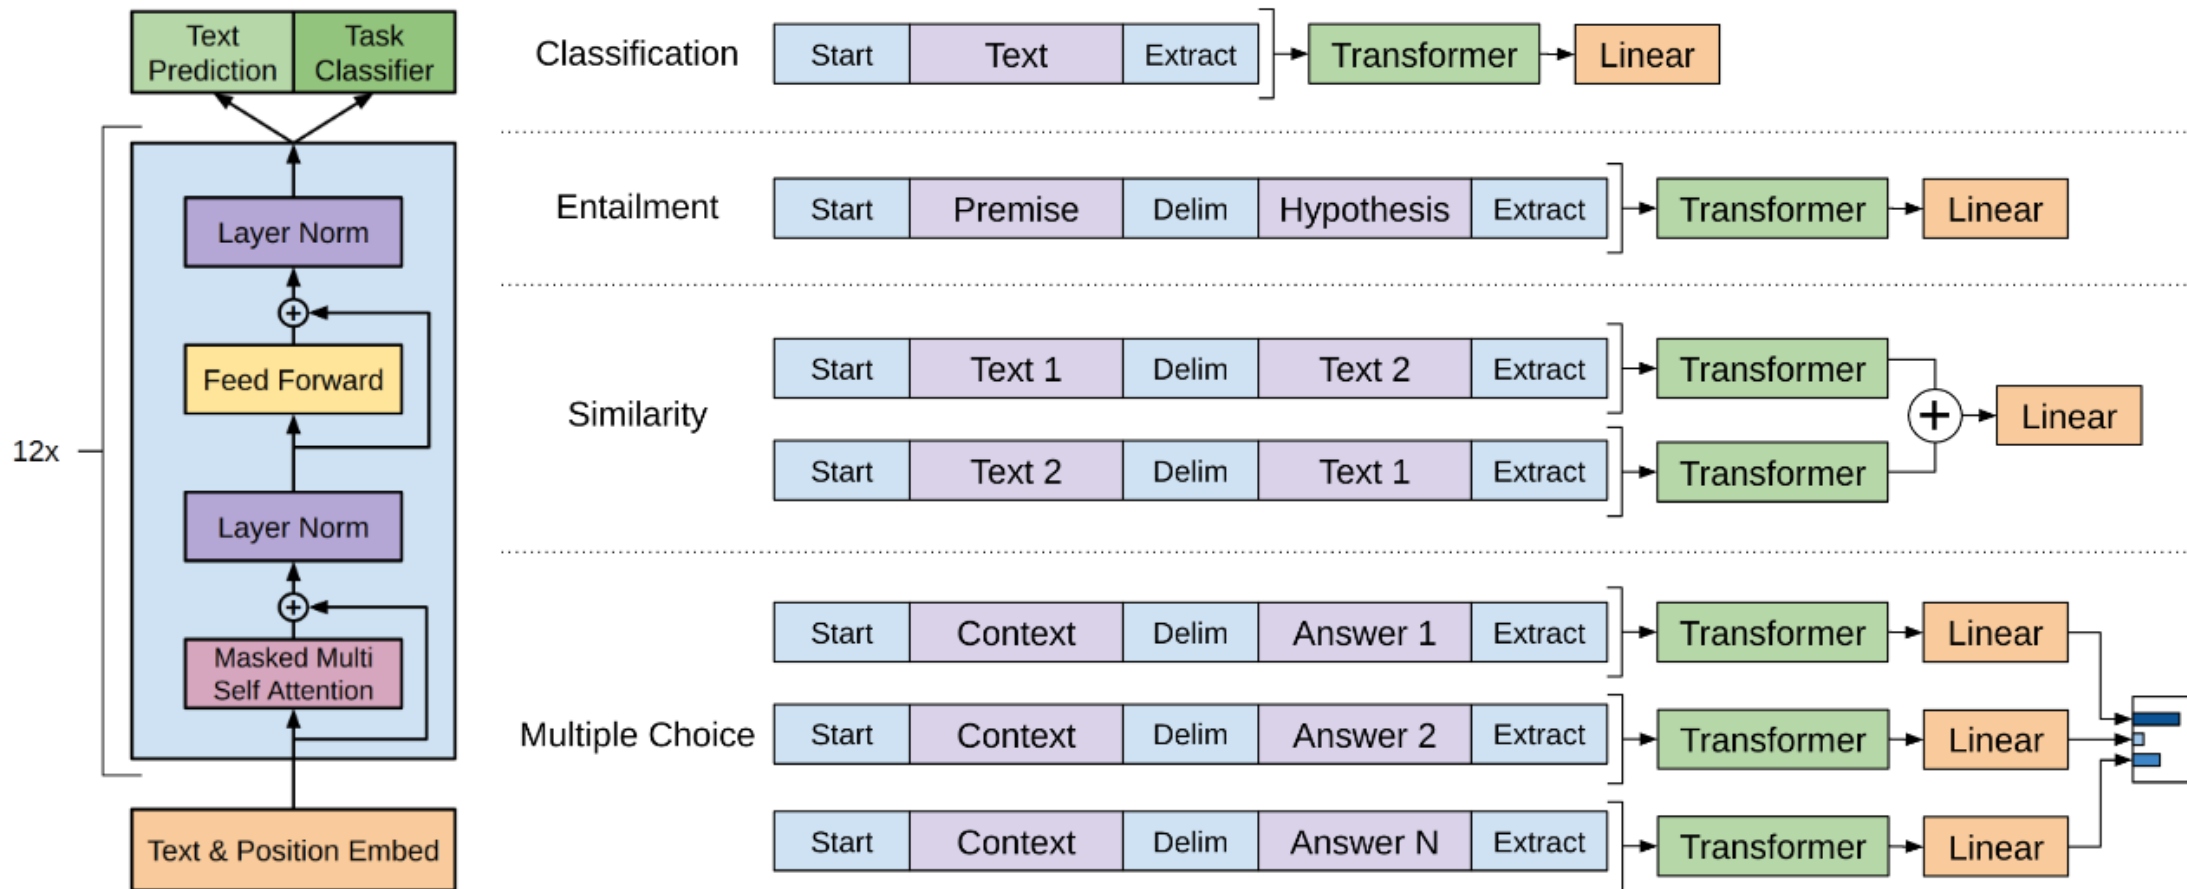 Text
Prediction
Task
Classifier
12x
Layer Norm
+
Feed Forward
Layer Norm
+
Masked Multi
Self Attention
Text & Position Embed
Classification Start Text Extract Transformer Linear
Entailment Start Premise Delim Hypothesis Extract Transformer Linear
Similarity
Start Text 1 Delim Text 2 Extract Transformer
+ Linear
Start Text 2 Delim Text 1 Extract Transformer
Multiple Choice
Start Context Delim Answer 1 Extract Transformer Linear
Start Context Delim Answer 2 Extract Transformer Linear
Start Context Delim Answer N Extract Transformer Linear